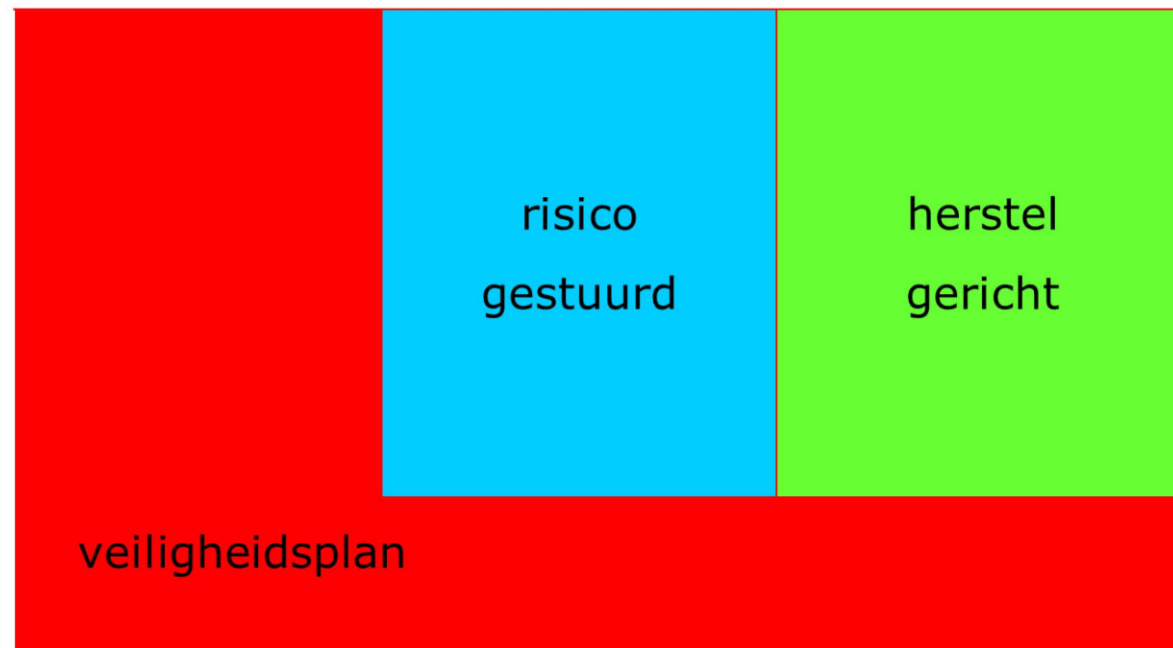 risico
gestuurd
herstel
gericht
veiligheidsplan